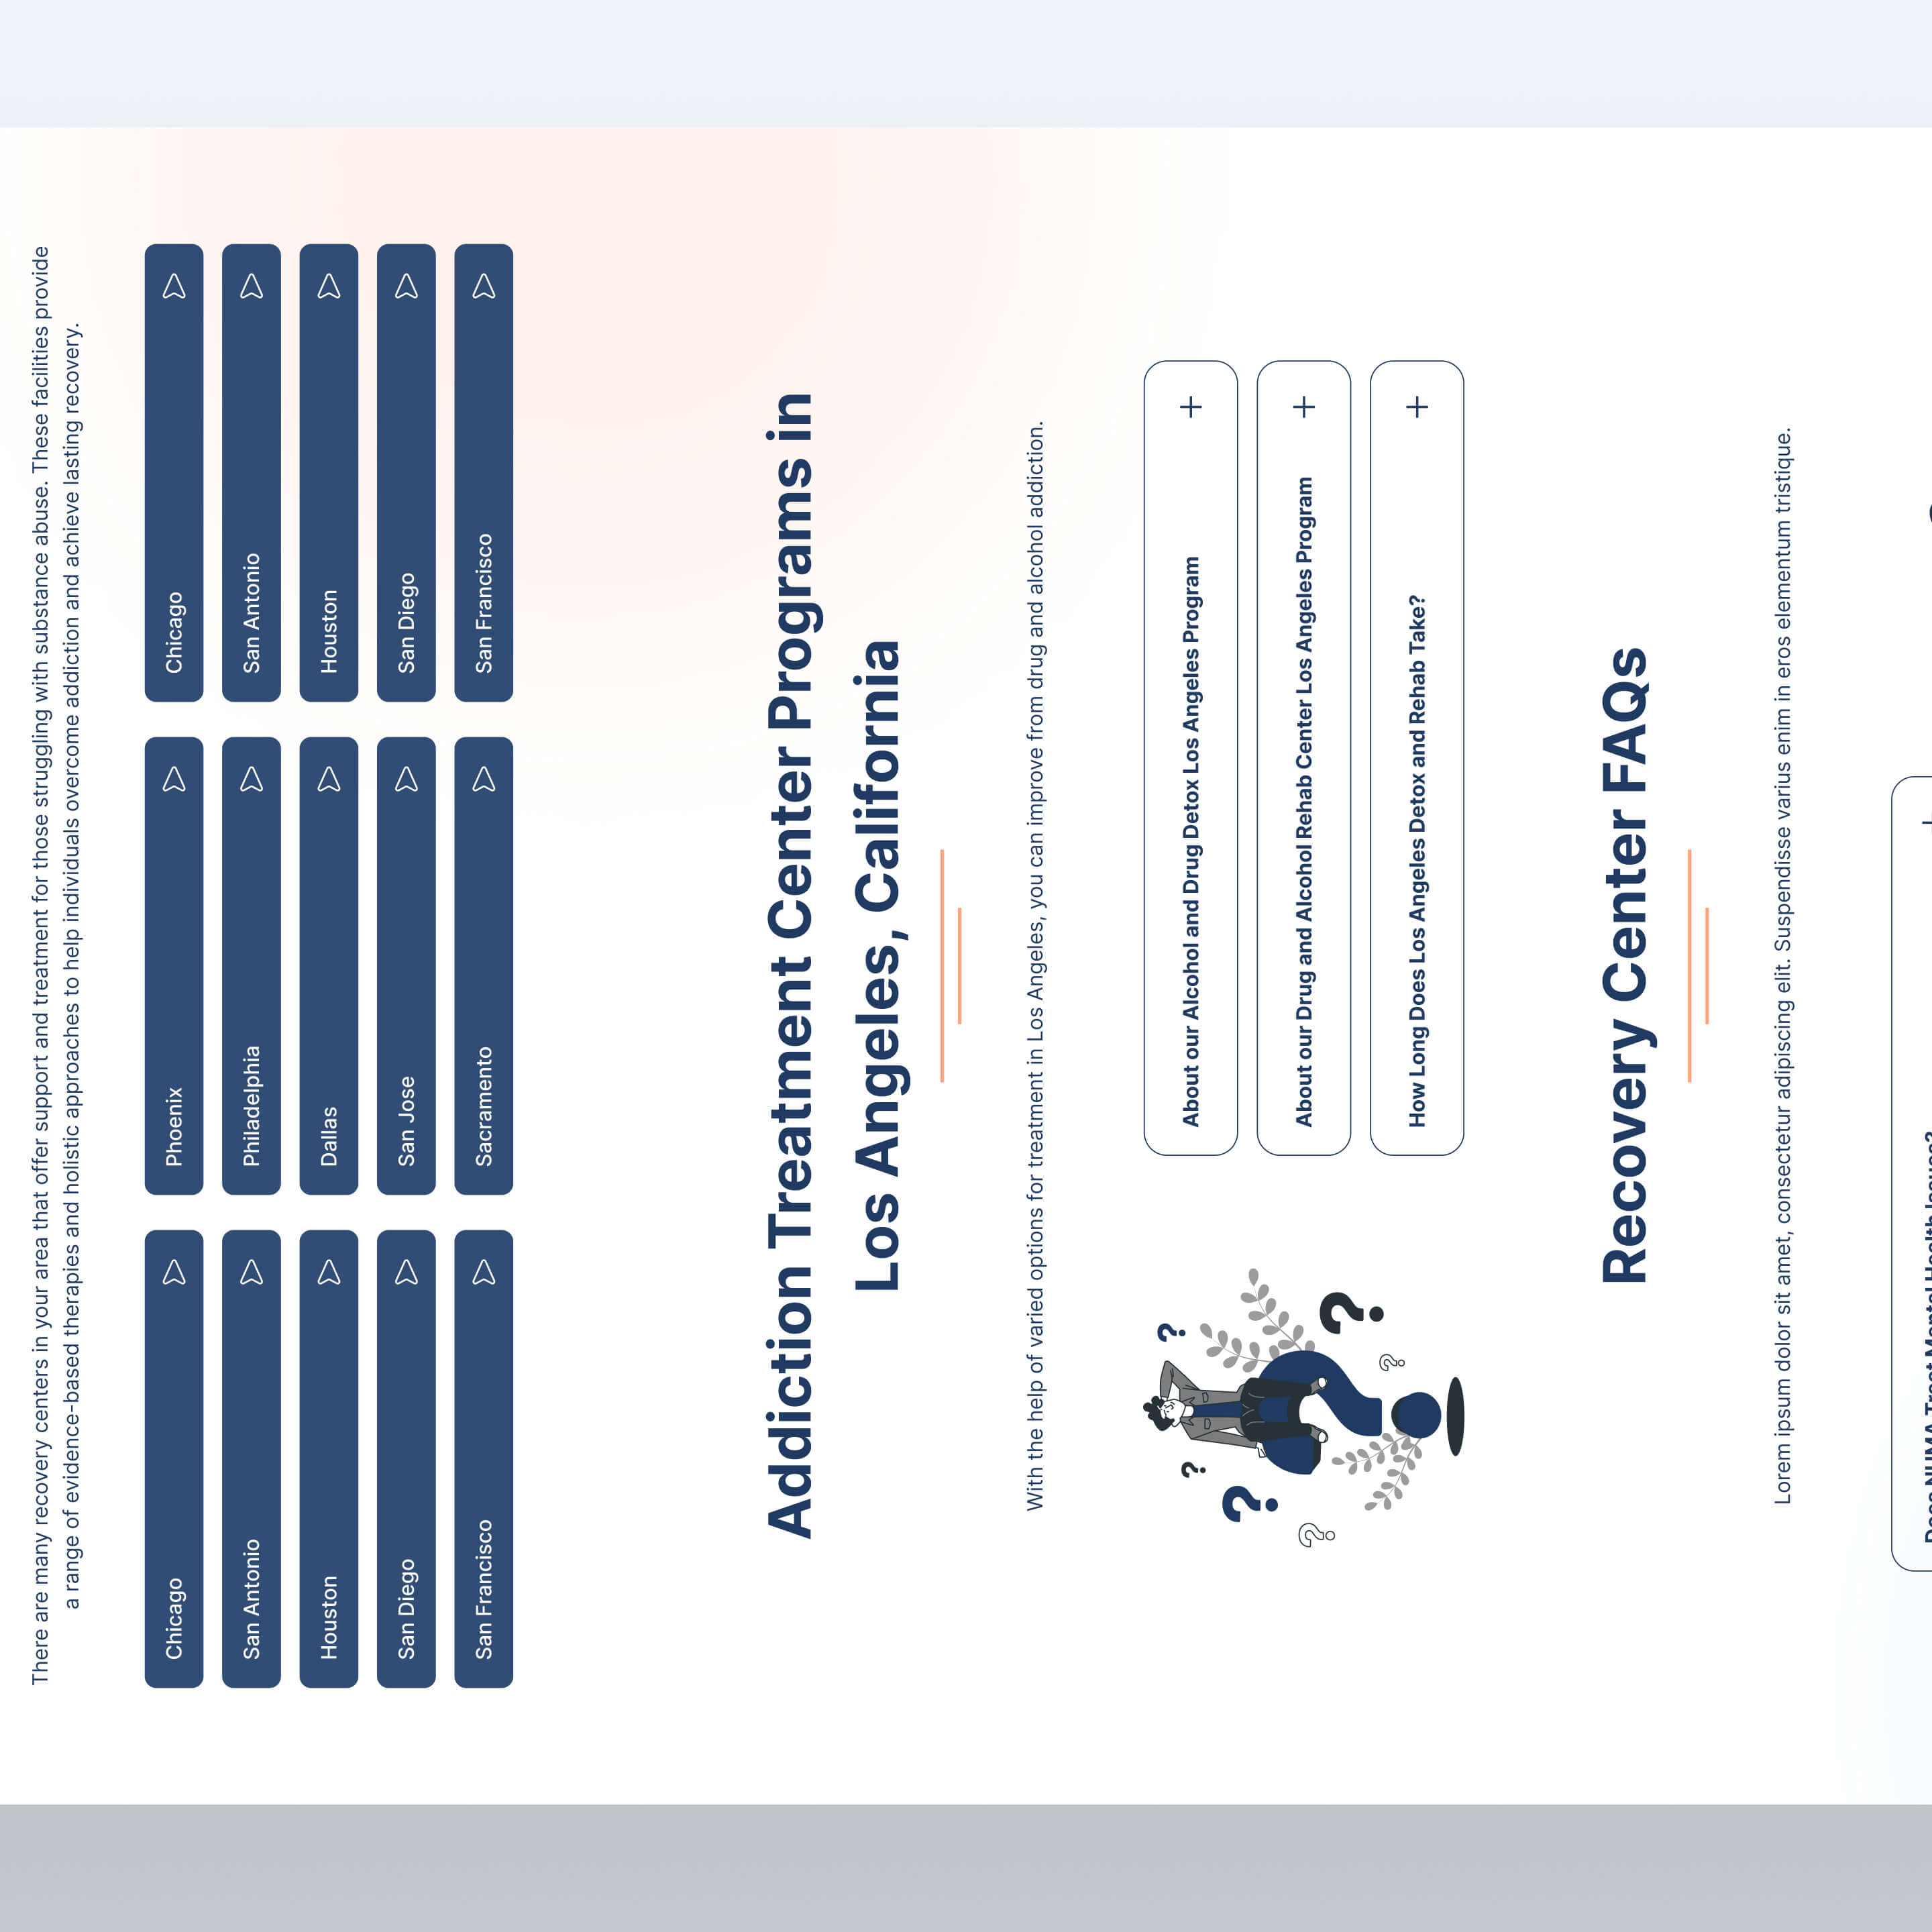 There are many recovery centers in your area that offer support and treatment for those struggling with substance abuse. These facilities provide
a range of evidence-based therapies and holistic approaches to help individuals overcome addiction and achieve lasting recovery.
Chicago
Phoenix
Chicago
San Antonio
Philadelphia
San Antonio
Houston
Dallas
Houston
San Diego
San Jose
San Diego
San Francisco
Sacramento
San Francisco
Addiction Treatment Center Programs in
Los Angeles, California
With the help of varied options for treatment in Los Angeles, you can improve from drug and alcohol addiction.
About our Alcohol and Drug Detox Los Angeles Program
About our Drug and Alcohol Rehab Center Los Angeles Program
How Long Does Los Angeles Detox and Rehab Take?
? ? ? ? ? ?
Recovery Center FAQs
Lorem ipsum dolor sit amet, consectetur adipiscing elit. Suspendisse varius enim in eros elementum tristique.
Does NUMA Treat Mental Health Issues?